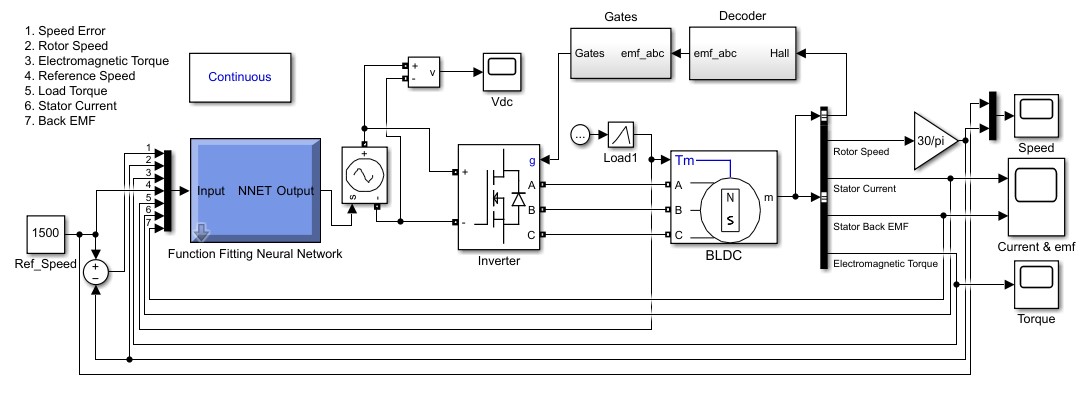 1. Speed Error
2. Rotor Speed
3. Electromagnetic Torque
4. Reference Speed
5. Load Torque
6. Stator Current
7. Back EMF
Continuous
+
-
v
Vdc
Gates
Gates
emf_abc
Decoder
emf_abc
Hall
...
Load1
1
2
3
4
5
6
7
Input
NNET
Output
Function Fitting Neural Network
+
s
-
+
-
g
A
B
C
Inverter
Tm
A
B
C
N
S
m
BLDC
Rotor Speed
Stator Current
Stator Back EMF
Electromagnetic Torque
30/pi
Speed
Current & emf
Torque
1500
Ref_Speed
+
−